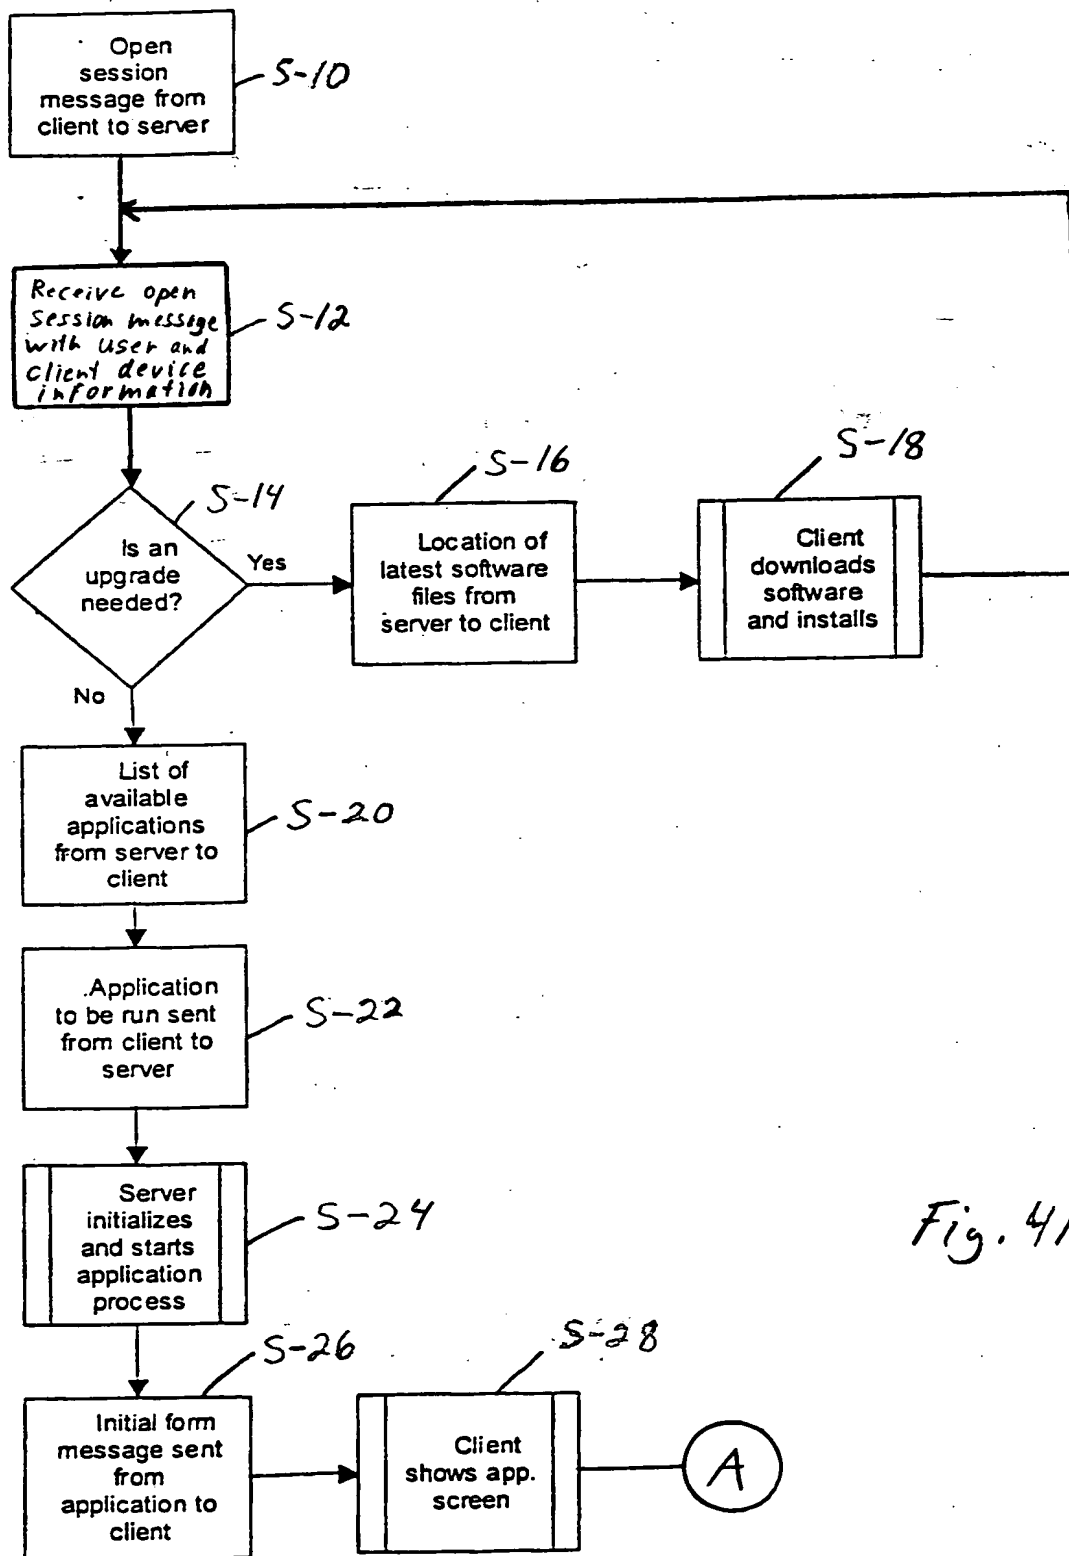 Open
session
message from
client to server
S-10
Receive open
session message
with user and
client device
information
S-12
Is an
upgrade
needed?
S-14
Yes
No
Location of
latest software
files from
server to client
S-16
Client
downloads
software
and installs
S-18
List of
available
applications
from server to
client
S-20
.Application
to be run sent
from client to
server
S-22
Server
initializes
and starts
application
process
S-24
Initial form
message sent
from
application to
client
S-26
Client
shows app.
screen
S-28
A